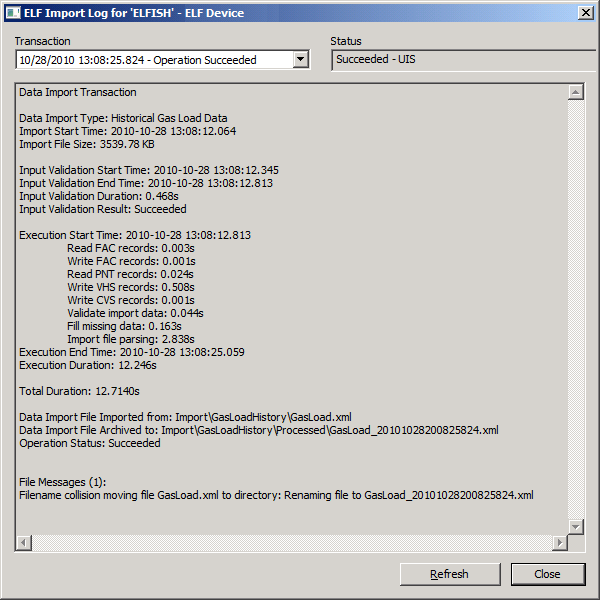 ELF Import Log for 'ELFISH' - ELF Device
Transaction
Status
10/28/2010 13:08:25.824 - Operation Succeeded
Succeeded - UIS
Data Import Transaction
Data Import Type: Historical Gas Load Data
Import Start Time: 2010-10-28 13:08:12.064
Import File Size: 3539.78 KB
Input Validation Start Time: 2010-10-28 13:08:12.345
Input Validation End Time: 2010-10-28 13:08:12.813
Input Validation Duration: 0.468s
Input Validation Result: Succeeded
Execution Start Time: 2010-10-28 13:08:12.813
Read FAC records: 0.003s
Write FAC records: 0.001s
Read PNT records: 0.024s
Write VHS records: 0.508s
Write CVS records: 0.001s
Validate import data: 0.044s
Fill missing data: 0.163s
Import file parsing: 2.838s
Execution End Time: 2010-10-28 13:08:25.059
Execution Duration: 12.246s
Total Duration: 12.7140s
Data Import File Imported from: Import\GasLoadHistory\GasLoad.xml
Data Import File Archived to: Import\GasLoadHistory\Processed\GasLoad_20101028200825824.xml
Operation Status: Succeeded
File Messages (1):
Filename collision moving file GasLoad.xml to directory: Renaming file to GasLoad_20101028200825824.xml
Refresh
Close